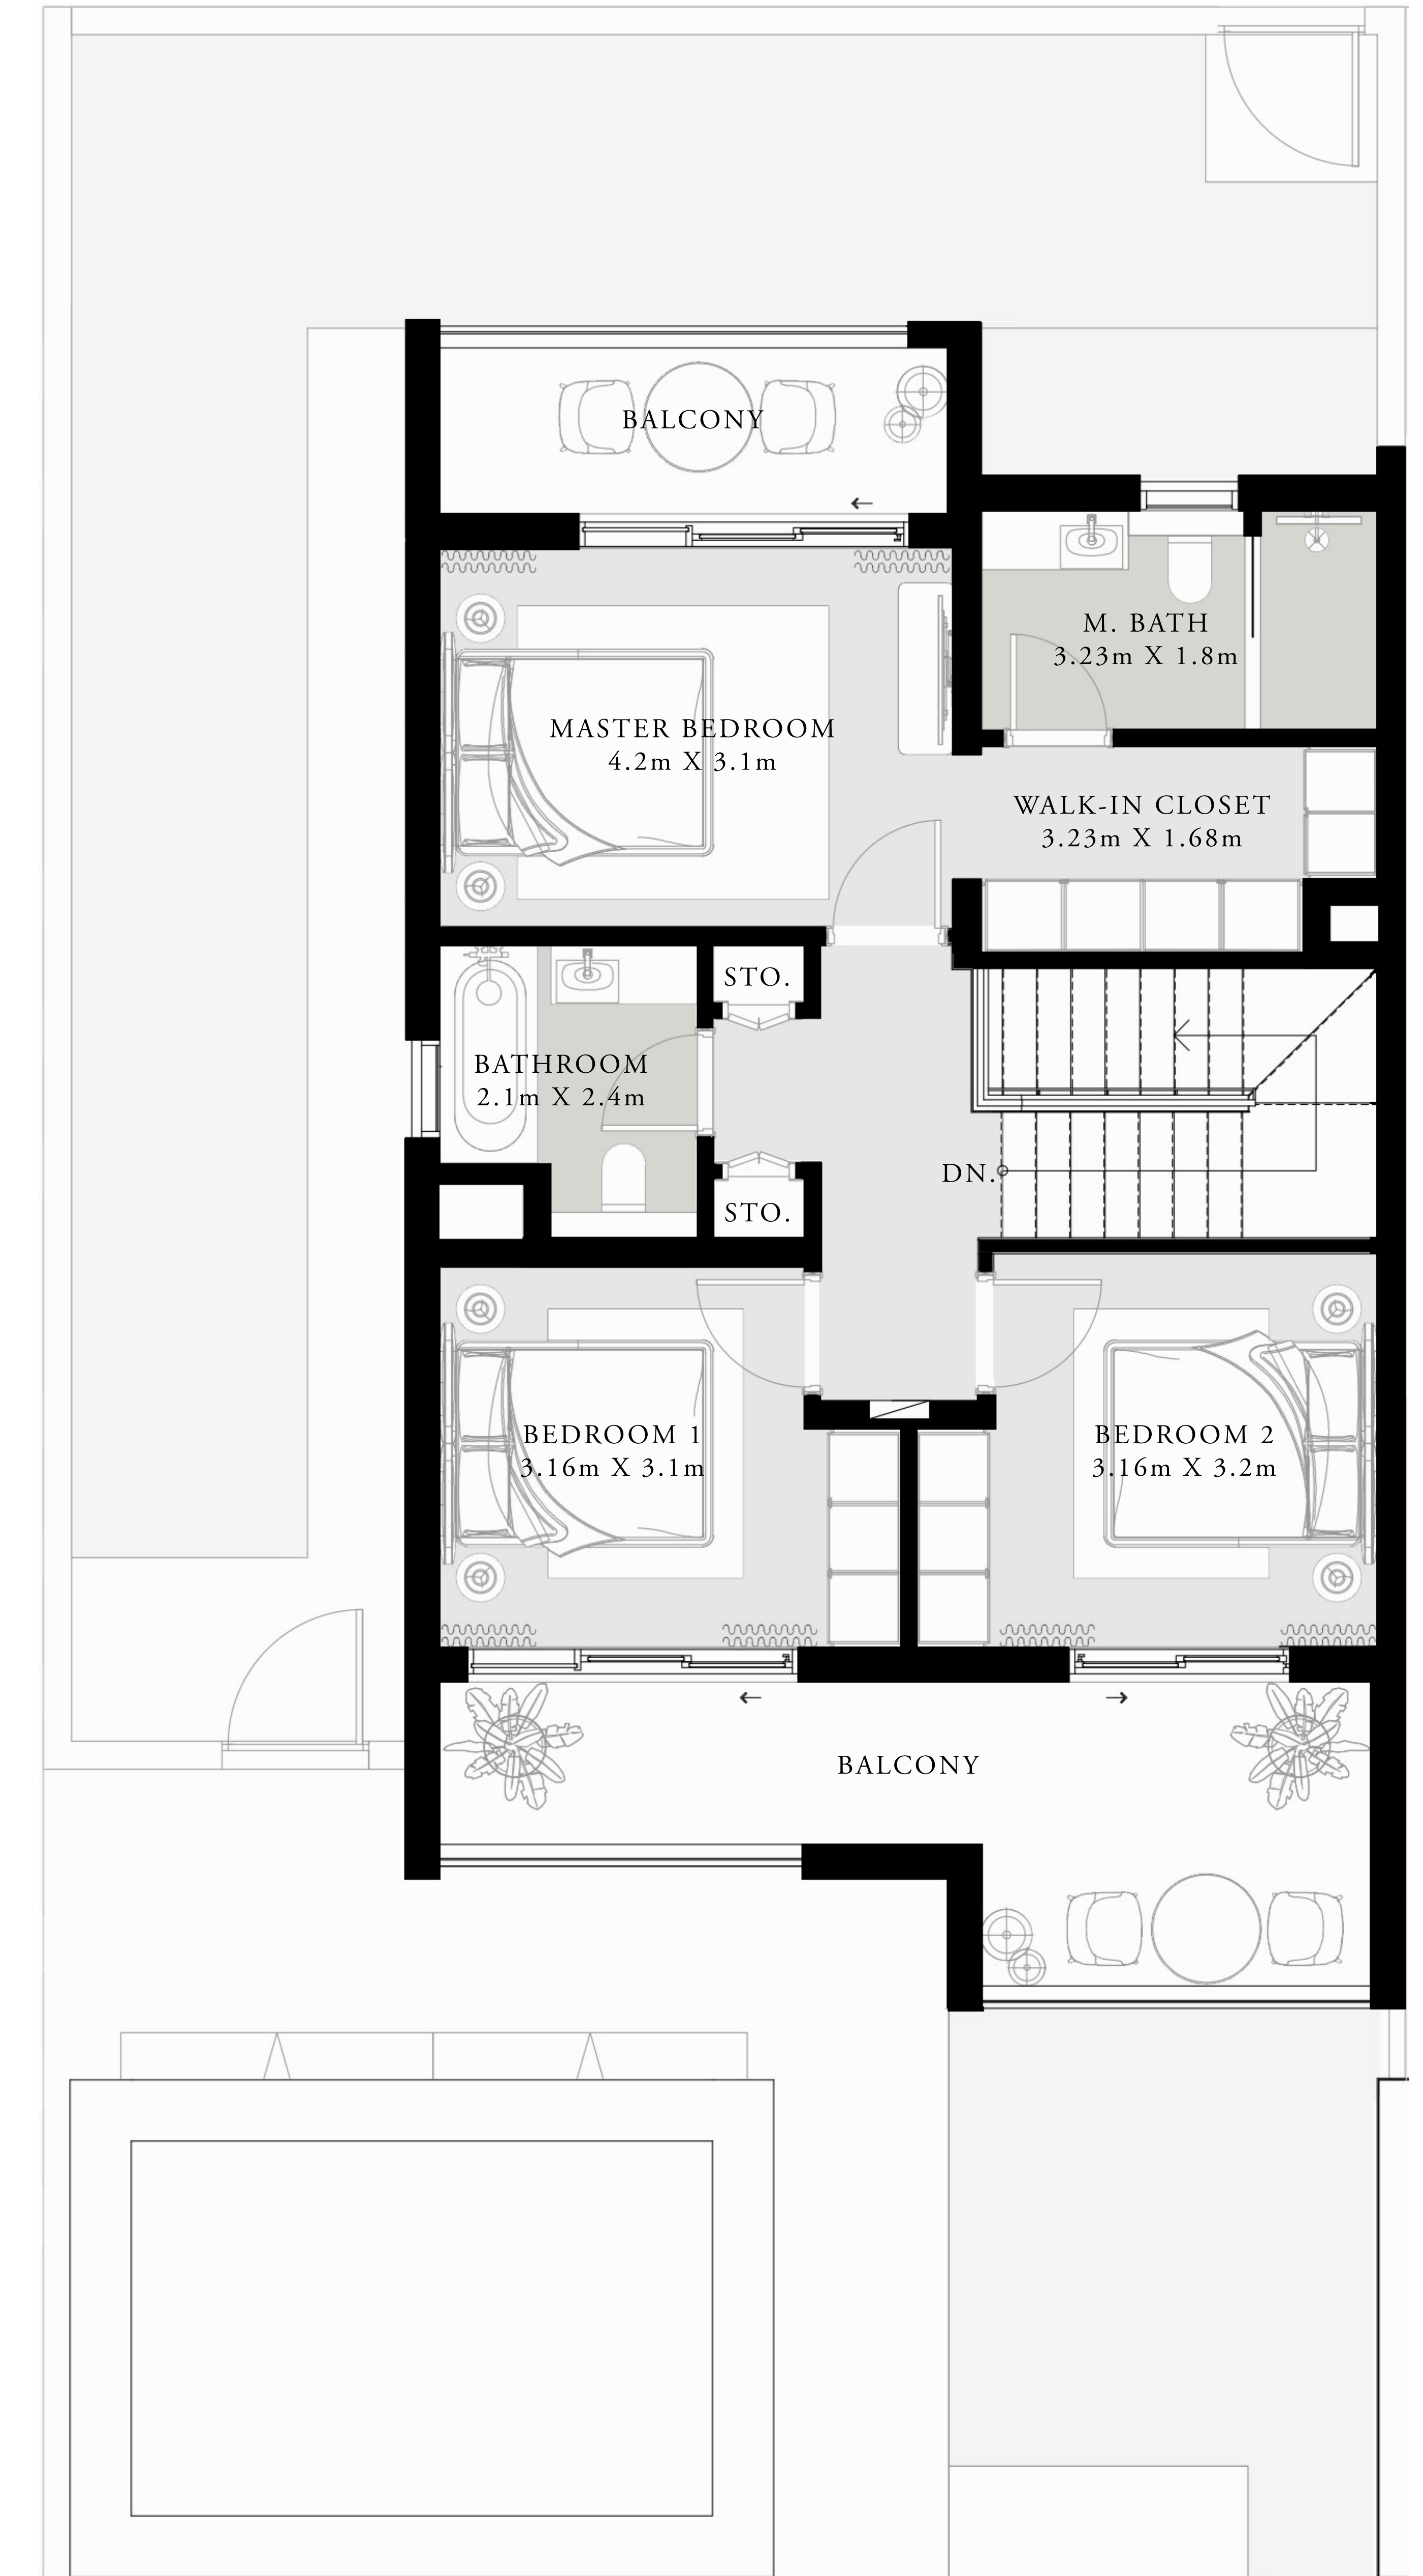 BALCONY
M. BATH
3.23m X 1.8m
MASTER BEDROOM
4.2m X 3.1m
WALK-IN CLOSET
3.23m X 1.68m
STO.
BATHROOM
2.1m X 2.4m
DN.
STO.
BEDROOM 1
3.16m X 3.1m
BEDROOM 2
3.16m X 3.2m
BALCONY